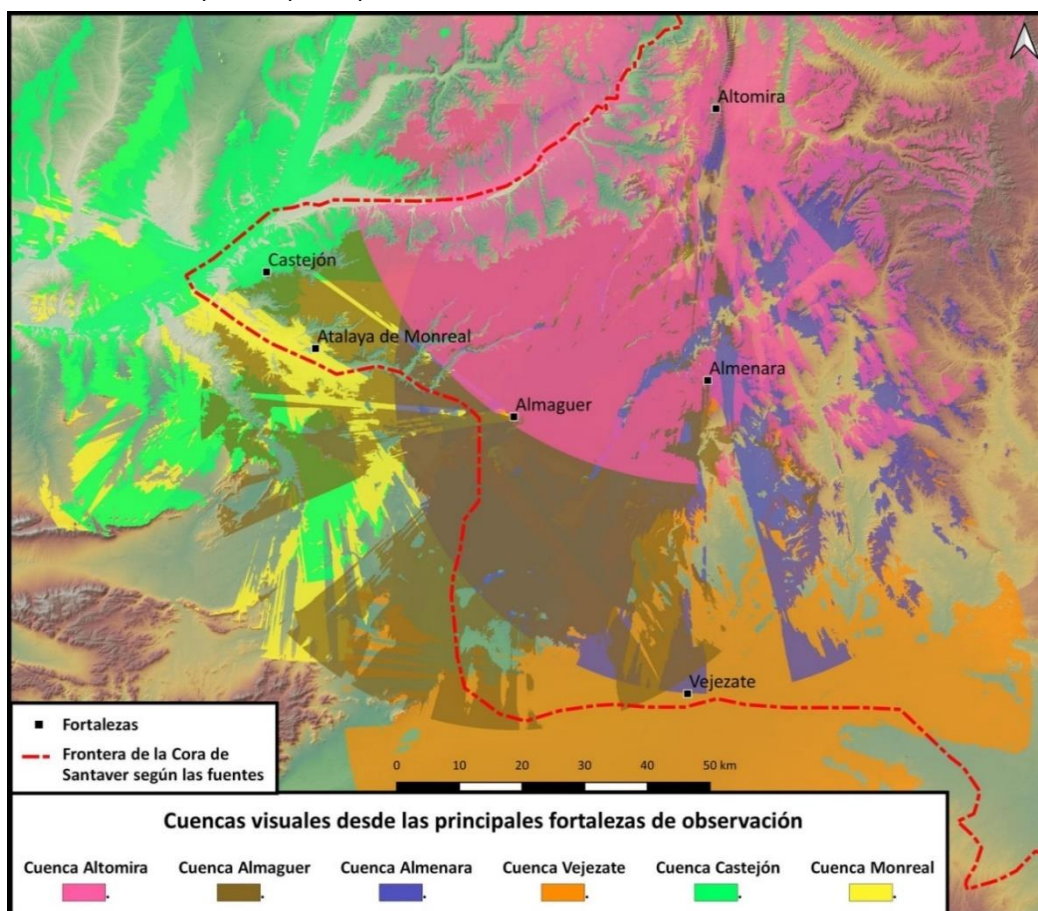 Altomira
Castejón
Atalaya de Monreal
Almenara
Almaguer
Vejezate
Fortalezas
Frontera de la Cora de
Santaver según las fuentes
0 10 20 30 40 50 km
Cuencas visuales desde las principales fortalezas de observación
Cuenca Altomira Cuenca Almaguer Cuenca Almenara Cuenca Vejezate Cuenca Castejón Cuenca Monreal